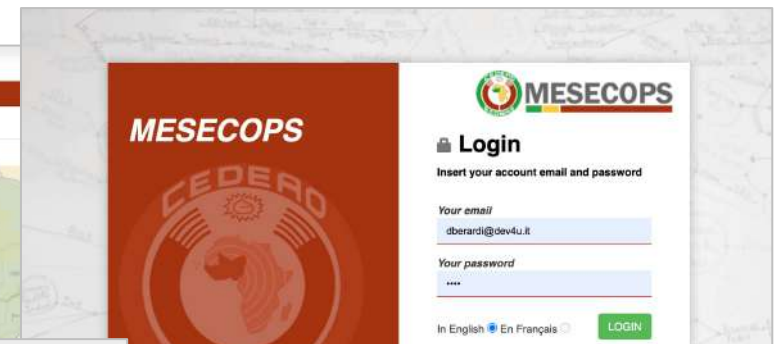 MESECOPS
CEDEAO
MESECOPS
Login
Insert your account email and password
Your email
dberardi@dev4u.it
Your password
••••
In English En Français
LOGIN